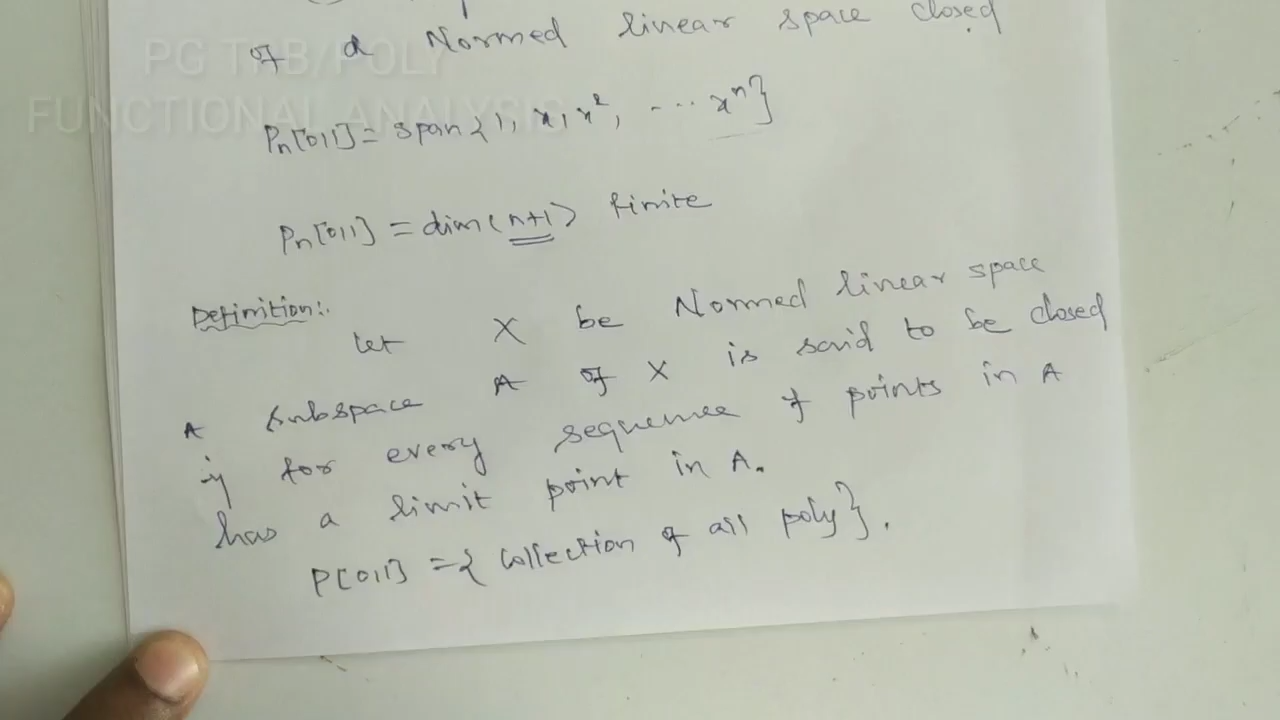 of a Normed linear space closed
PG TRB/POLY
FUNCTIONAL ANALYSIS
Pn[0,1] = span{1, x, x², ... xⁿ}
Pn[0,1] = dim(n+1) finite
Definition:.
Let X be Normed linear space
A subspace A of X is said to be closed
if for every sequence of points in A
has a limit point in A.
P[0,1] = { collection of all poly}.